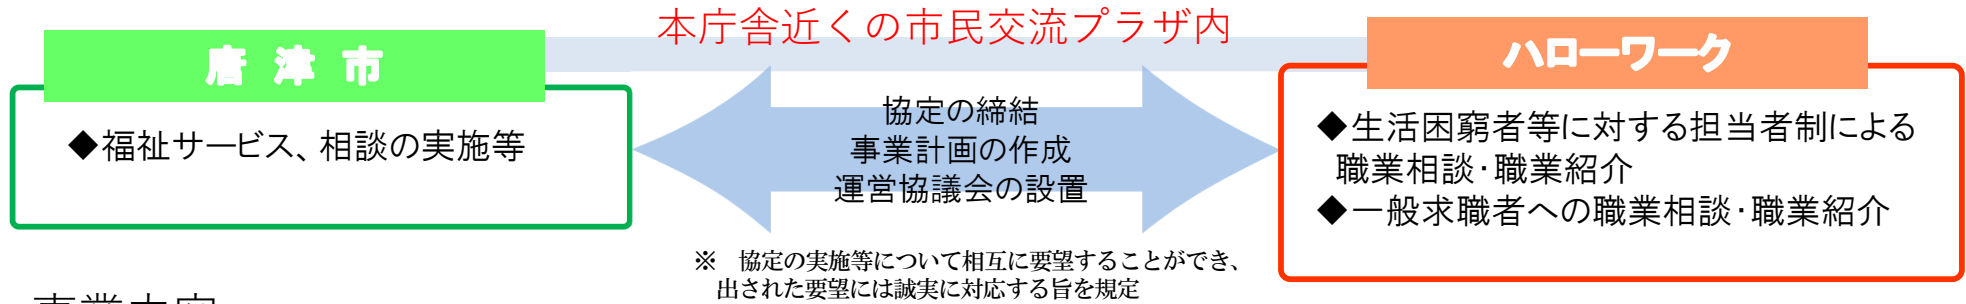 本庁舎近くの市民交流プラザ内
唐 津 市
◆福祉サービス、相談の実施等
協定の締結
事業計画の作成
運営協議会の設置
※　協定の実施等について相互に要望することができ、
出された要望には誠実に対応する旨を規定
ハローワーク
◆生活困窮者等に対する担当者制による
職業相談・職業紹介
◆一般求職者への職業相談・職業紹介